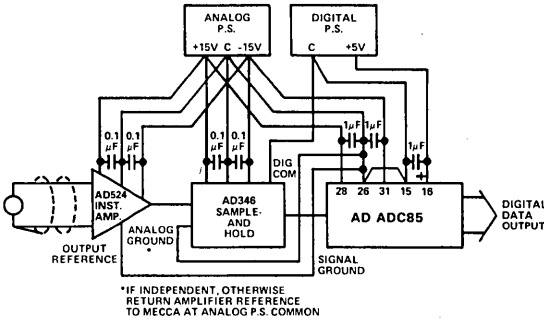 ANALOG
P.S.
+15V C -15V
DIGITAL
P.S.
C +5V
0.1
μF
0.1
μF
0.1
μF
0.1
μF
1μF
1μF
1μF
+
DIG
COM
28
26
31
15
16
AD524
INST.
AMP.
AD346
SAMPLE-
AND
HOLD
AD ADC85
DIGITAL
DATA
OUTPUT
OUTPUT
REFERENCE
ANALOG
GROUND
*
SIGNAL
GROUND
*IF INDEPENDENT, OTHERWISE
RETURN AMPLIFIER REFERENCE
TO MECCA AT ANALOG P.S. COMMON